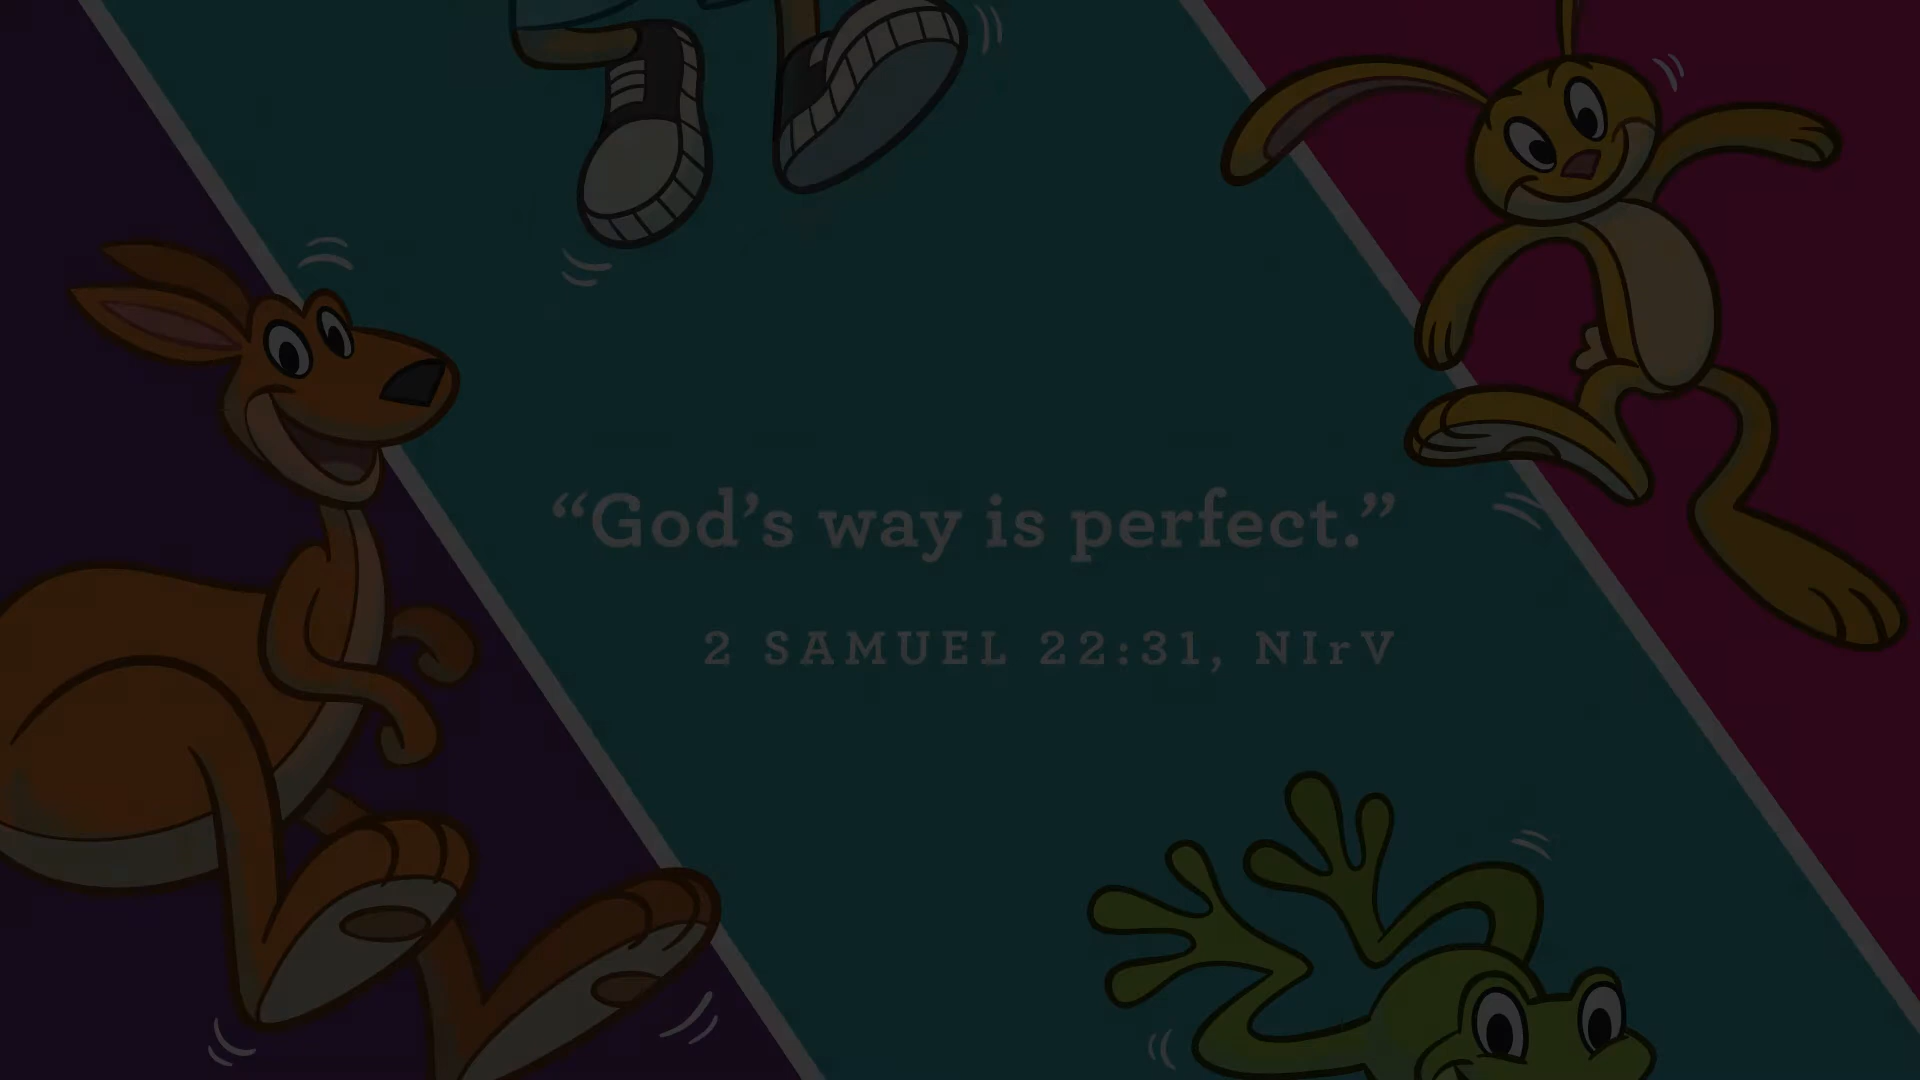 “God’s way is perfect.”
2 SAMUEL 22:31, NIrV